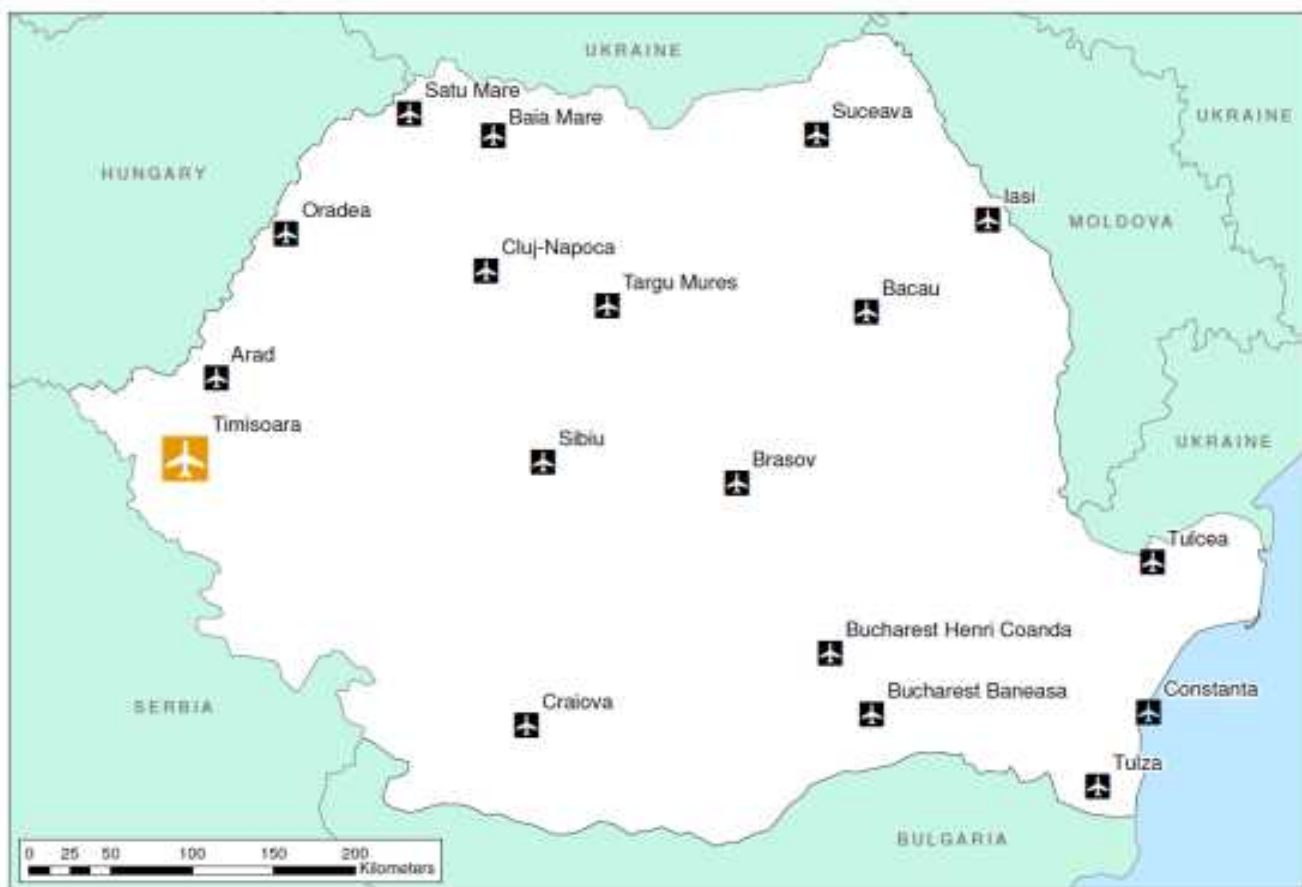 UKRAINE
Satu Mare
Baia Mare
Suceava
UKRAINE
HUNGARY
Oradea
Iasi
MOLDOVA
Cluj-Napoca
Targu Mures
Bacau
Arad
Timisoara
Sibiu
Brasov
UKRAINE
Tulcea
Bucharest Henri Coanda
SERBIA
Craiova
Bucharest Baneasa
Constanta
Tulza
BULGARIA
0 25 50 100 150 200
Kilometers